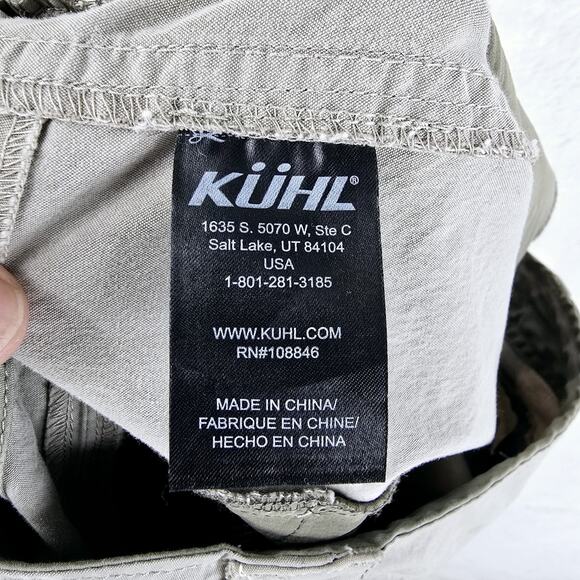 KÜHL®
1635 S. 5070 W, Ste C
Salt Lake, UT 84104
USA
1-801-281-3185
WWW.KUHL.COM
RN#108846
MADE IN CHINA/
FABRIQUE EN CHINE/
HECHO EN CHINA